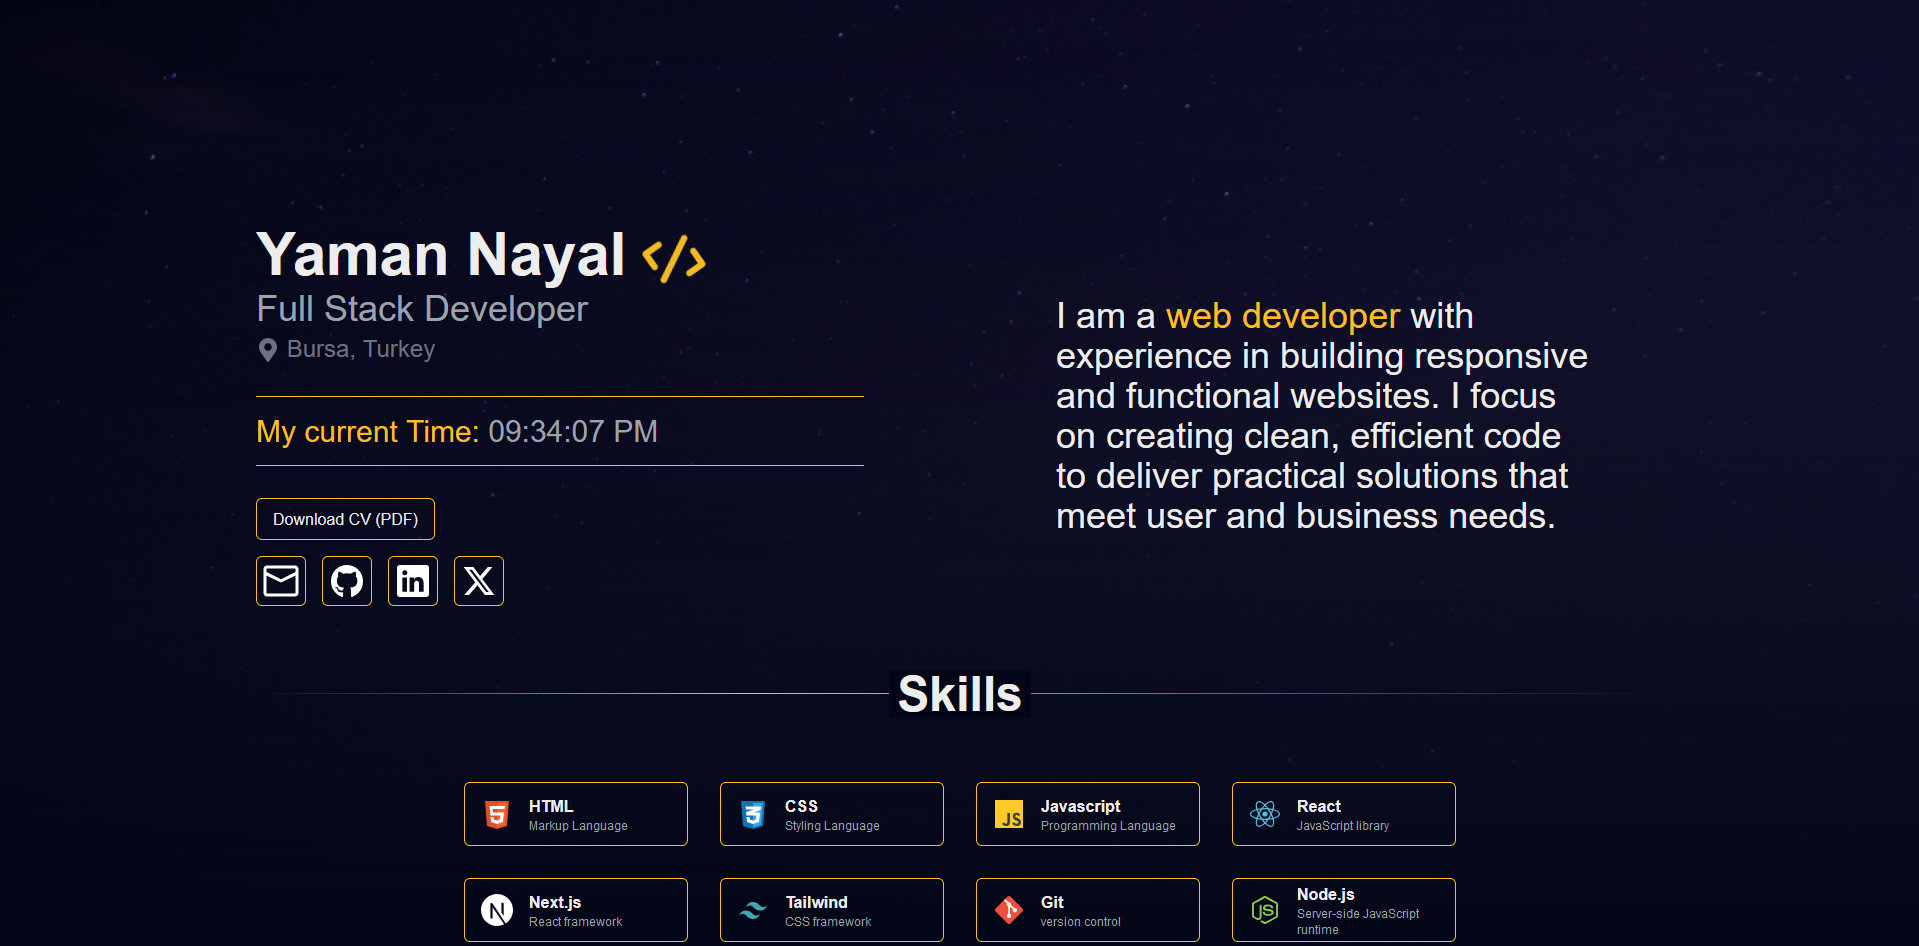 Yaman Nayal
Full Stack Developer
Bursa, Turkey
My current Time: 09:34:07 PM
Download CV (PDF)
I am a web developer with
experience in building responsive
and functional websites. I focus
on creating clean, efficient code
to deliver practical solutions that
meet user and business needs.
Skills
HTML
Markup Language
CSS
Styling Language
JS
Javascript
Programming Language
React
JavaScript library
Next.js
React framework
Tailwind
CSS framework
Git
version control
Node.js
Server-side JavaScript
runtime